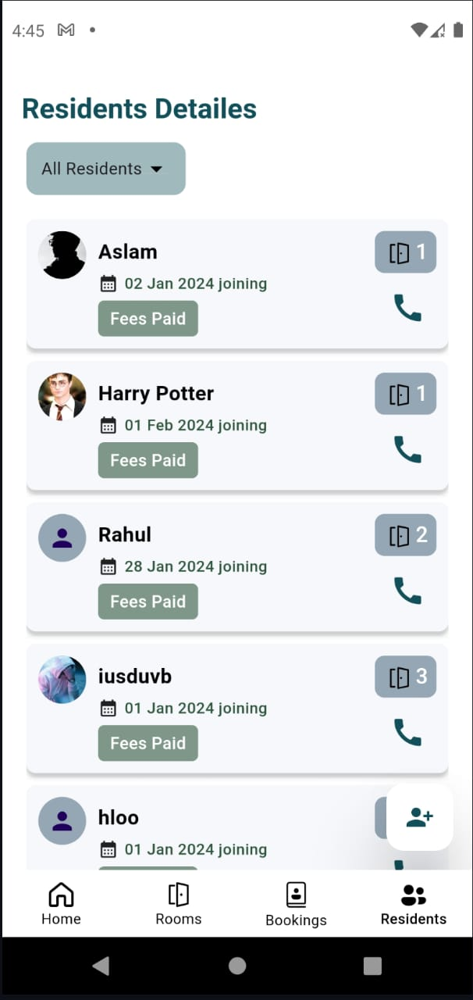 4:45
Residents Detailes
All Residents
Aslam
1
02 Jan 2024 joining
Fees Paid
Harry Potter
1
01 Feb 2024 joining
Fees Paid
Rahul
2
28 Jan 2024 joining
Fees Paid
iusduvb
3
01 Jan 2024 joining
Fees Paid
hloo
01 Jan 2024 joining
Home
Rooms
Bookings
Residents